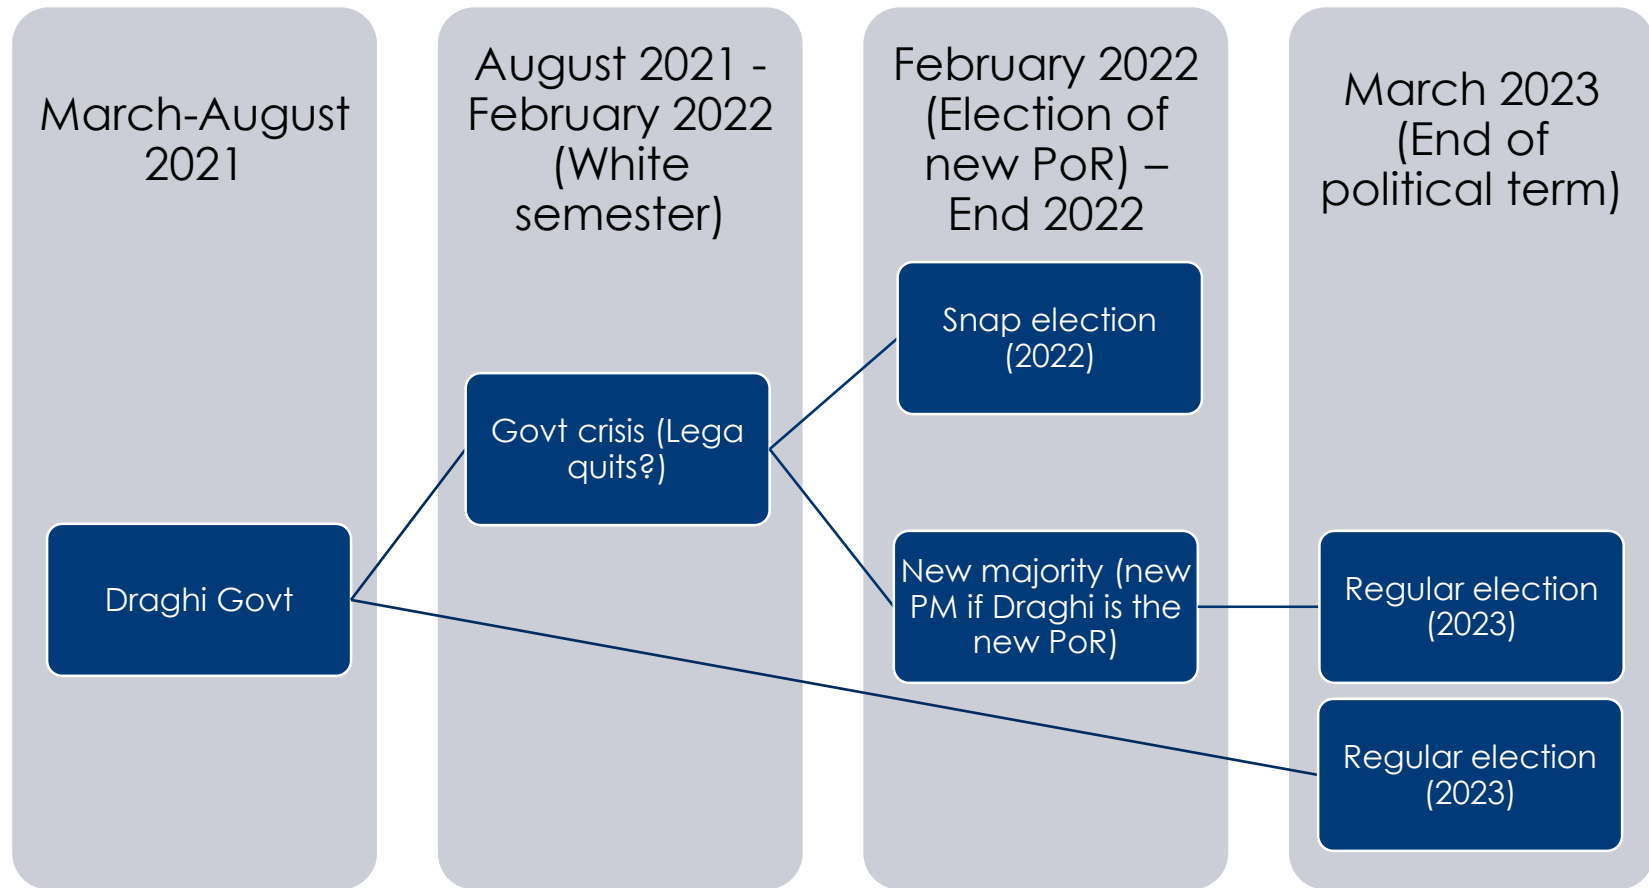 March-August
2021
August 2021 -
February 2022
(White
semester)
February 2022
(Election of
new PoR) –
End 2022
March 2023
(End of
political term)
Snap election
(2022)
Govt crisis (Lega
quits?)
Draghi Govt
New majority (new
PM if Draghi is the
new PoR)
Regular election
(2023)
Regular election
(2023)